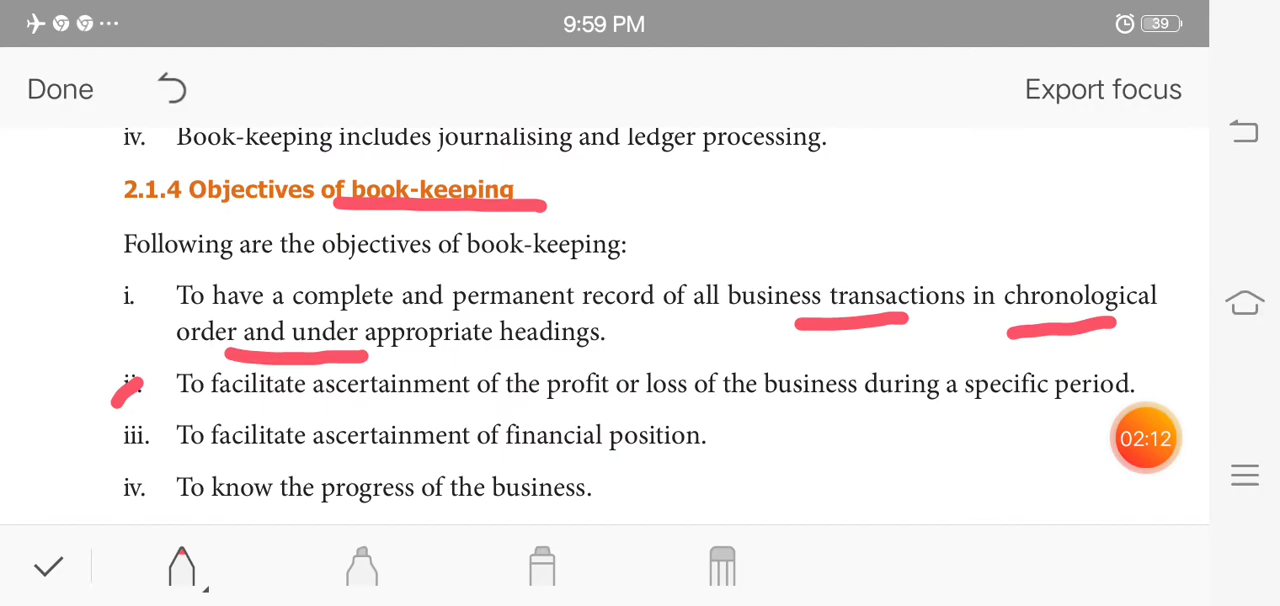 9:59 PM
39
Done
Export focus
iv. Book-keeping includes journalising and ledger processing.
2.1.4 Objectives of book-keeping
Following are the objectives of book-keeping:
i. To have a complete and permanent record of all business transactions in chronological
order and under appropriate headings.
ii. To facilitate ascertainment of the profit or loss of the business during a specific period.
iii. To facilitate ascertainment of financial position.
02:12
iv. To know the progress of the business.